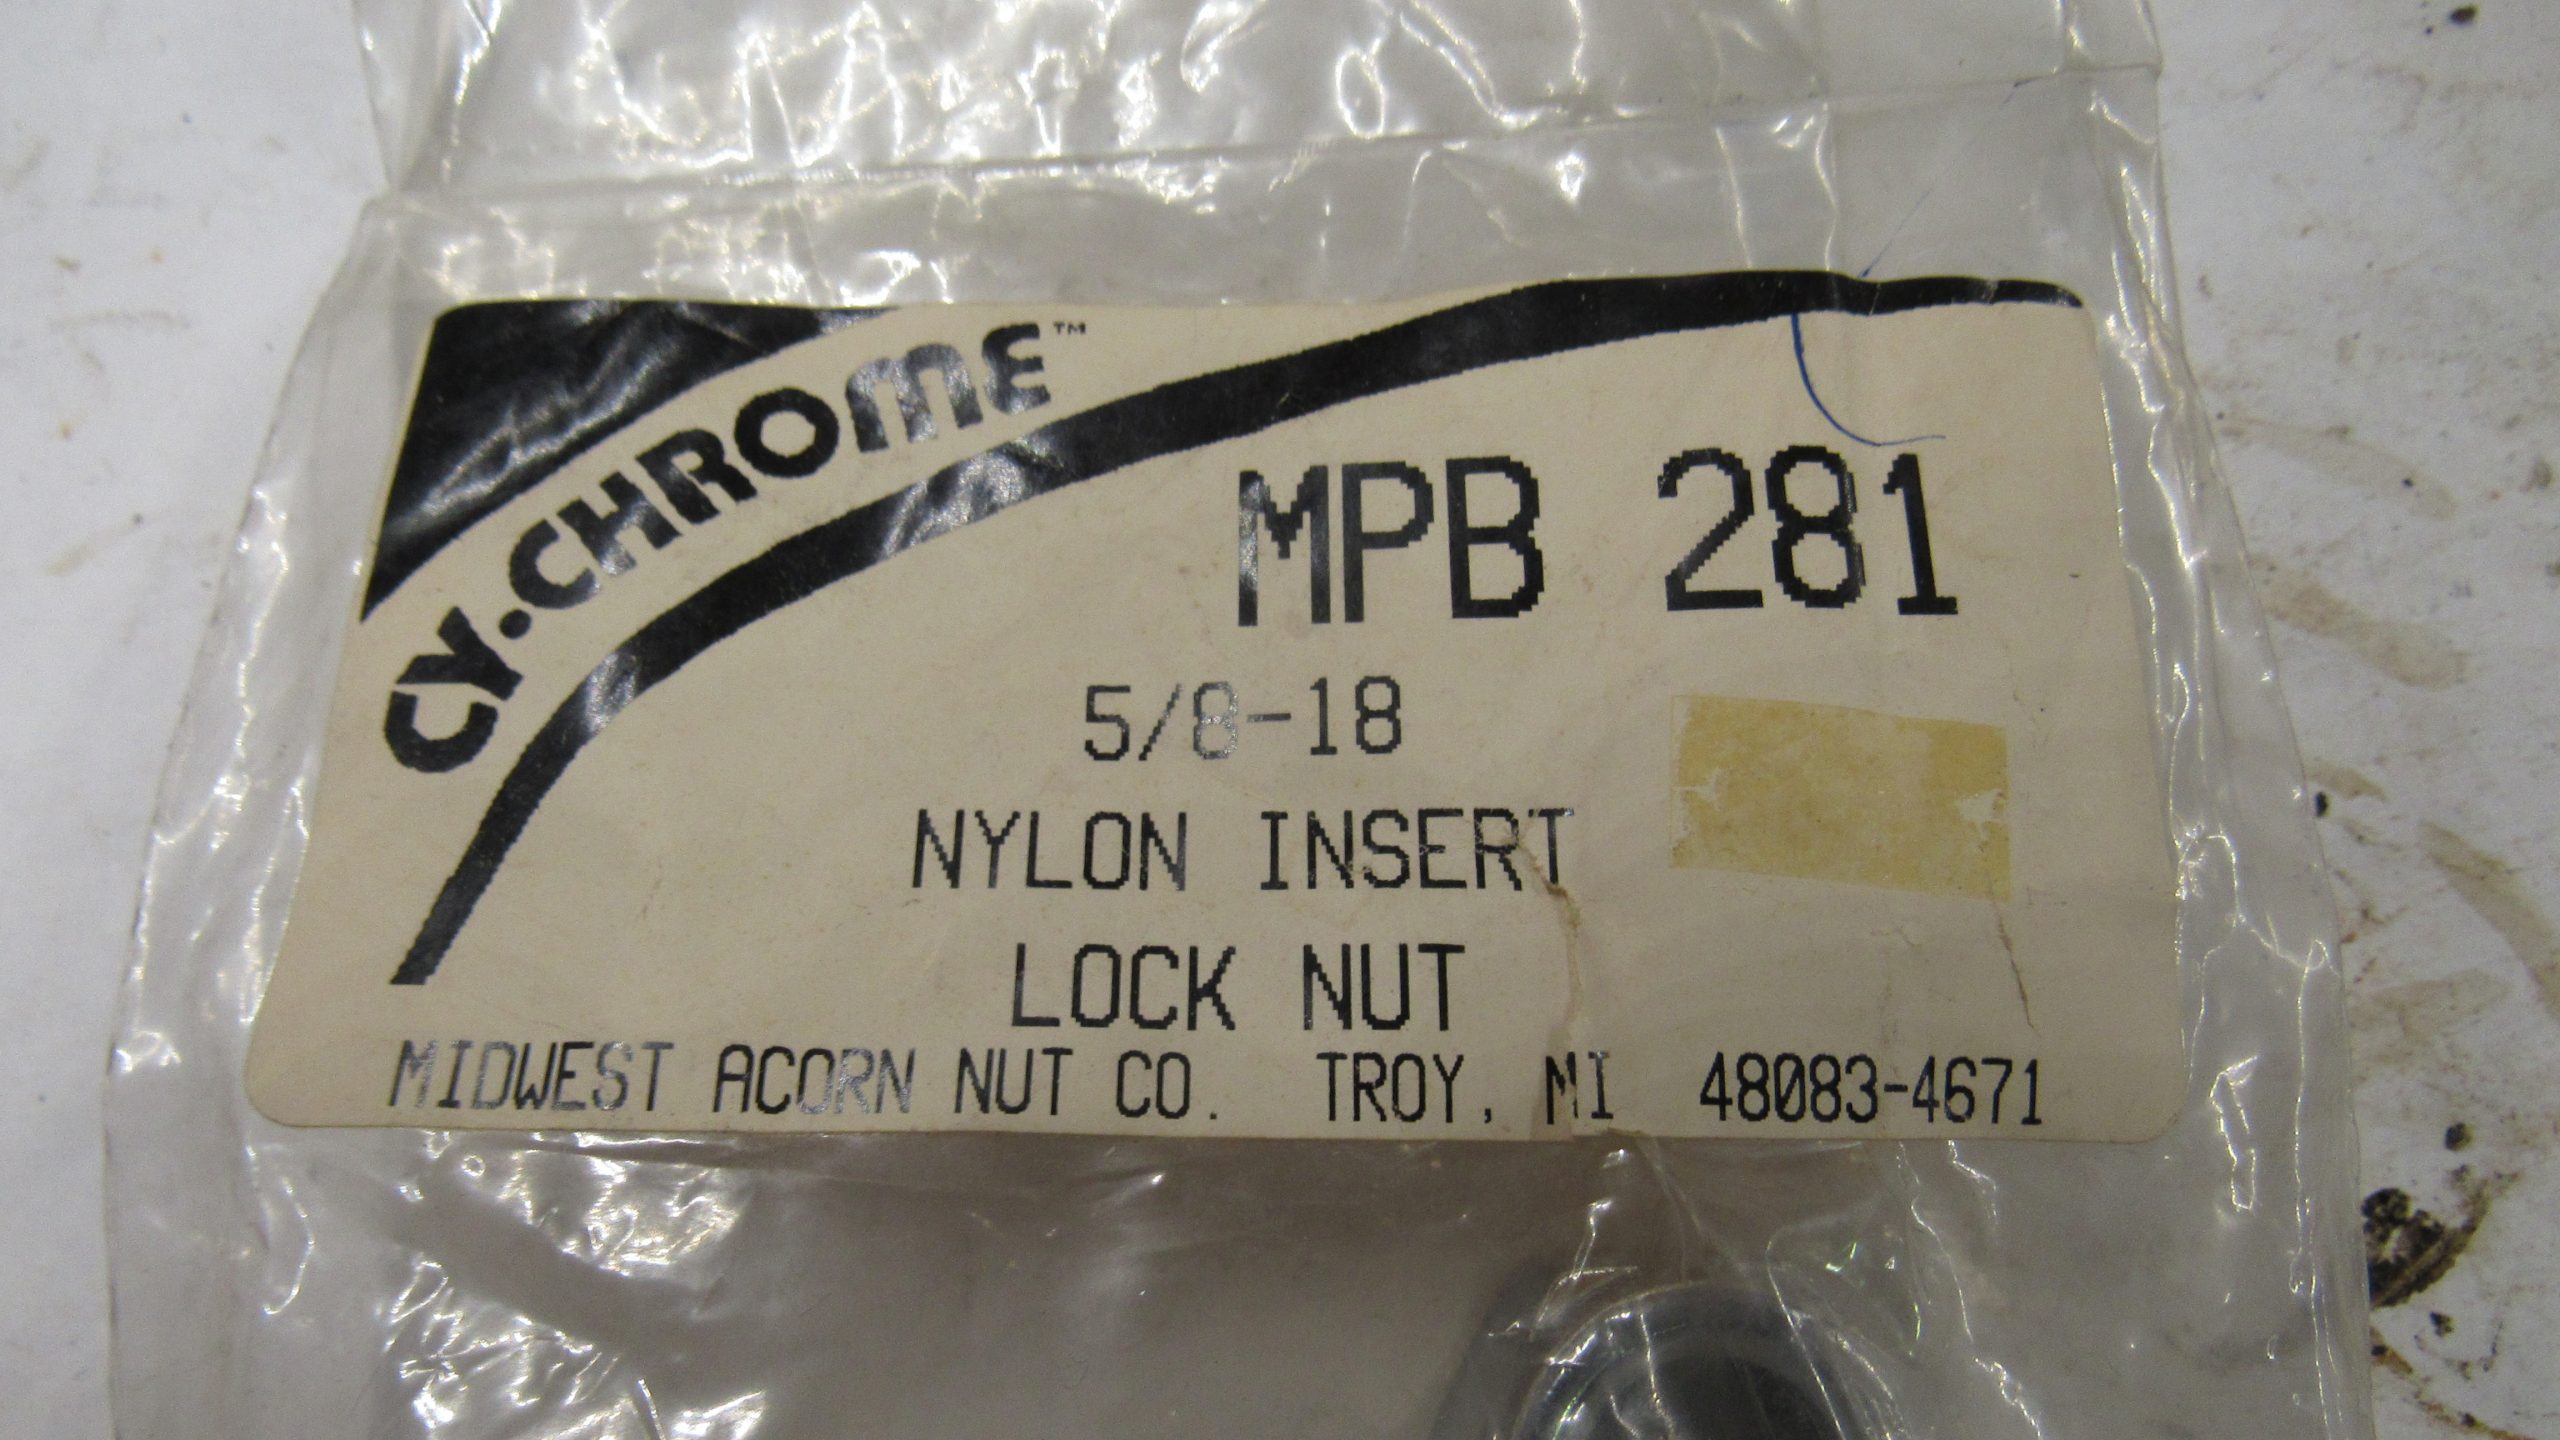 CY·CHROME™
MPB 281
5/8-18
NYLON INSERT
LOCK NUT
MIDWEST ACORN NUT CO. TROY, MI 48083-4671